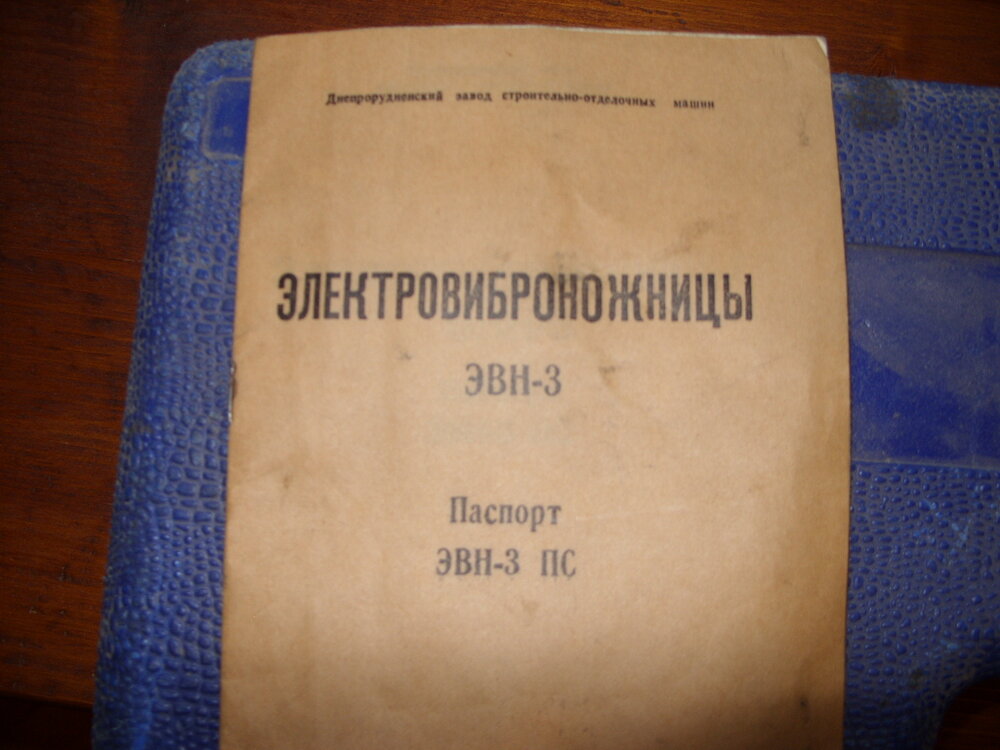 Днепрорудненский завод строительно-отделочных машин
ЭЛЕКТРОВИБРОНОЖНИЦЫ
ЭВН-3
Паспорт
ЭВН-3 ПС